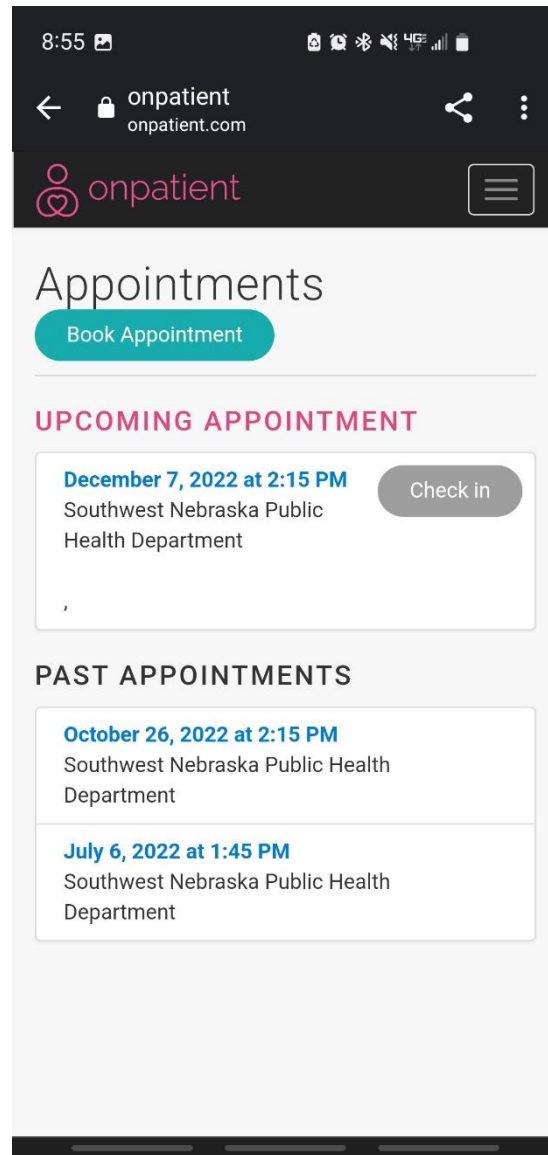 8:55
4G
onpatient
onpatient.com
onpatient
Appointments
Book Appointment
UPCOMING APPOINTMENT
December 7, 2022 at 2:15 PM
Check in
Southwest Nebraska Public
Health Department
,
PAST APPOINTMENTS
October 26, 2022 at 2:15 PM
Southwest Nebraska Public Health
Department
July 6, 2022 at 1:45 PM
Southwest Nebraska Public Health
Department